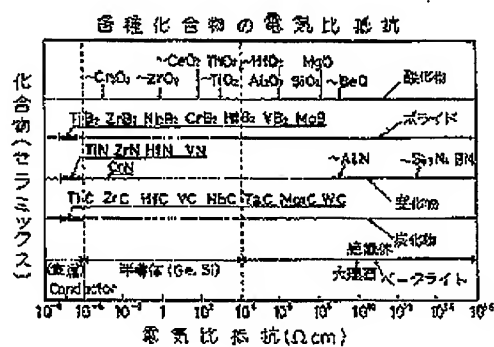 各種化合物の電気比抵抗
~CeO₂ ThO₂ ~HfO₂ MgO
~CrO₃ ~ZrO₂ ~TiO₂ Al₂O₃ SiO₂ ~BeO 酸化物
TiB₂ ZrB₂ NbB₂ CrB₂ HfB₂ VB₂ MoB
ボライド
TiN ZrN HfN VN
CrN
~AlN ~Si₃N₄ BN
窒化物
TiC ZrC HfC VC NbC TaC Mo₂C WC
炭化物
化合物(セラミックス)
絶縁体
(金属) 半導体(Ge, Si) 大理石 ベークライト
Conductor
電気比抵抗(Ωcm)